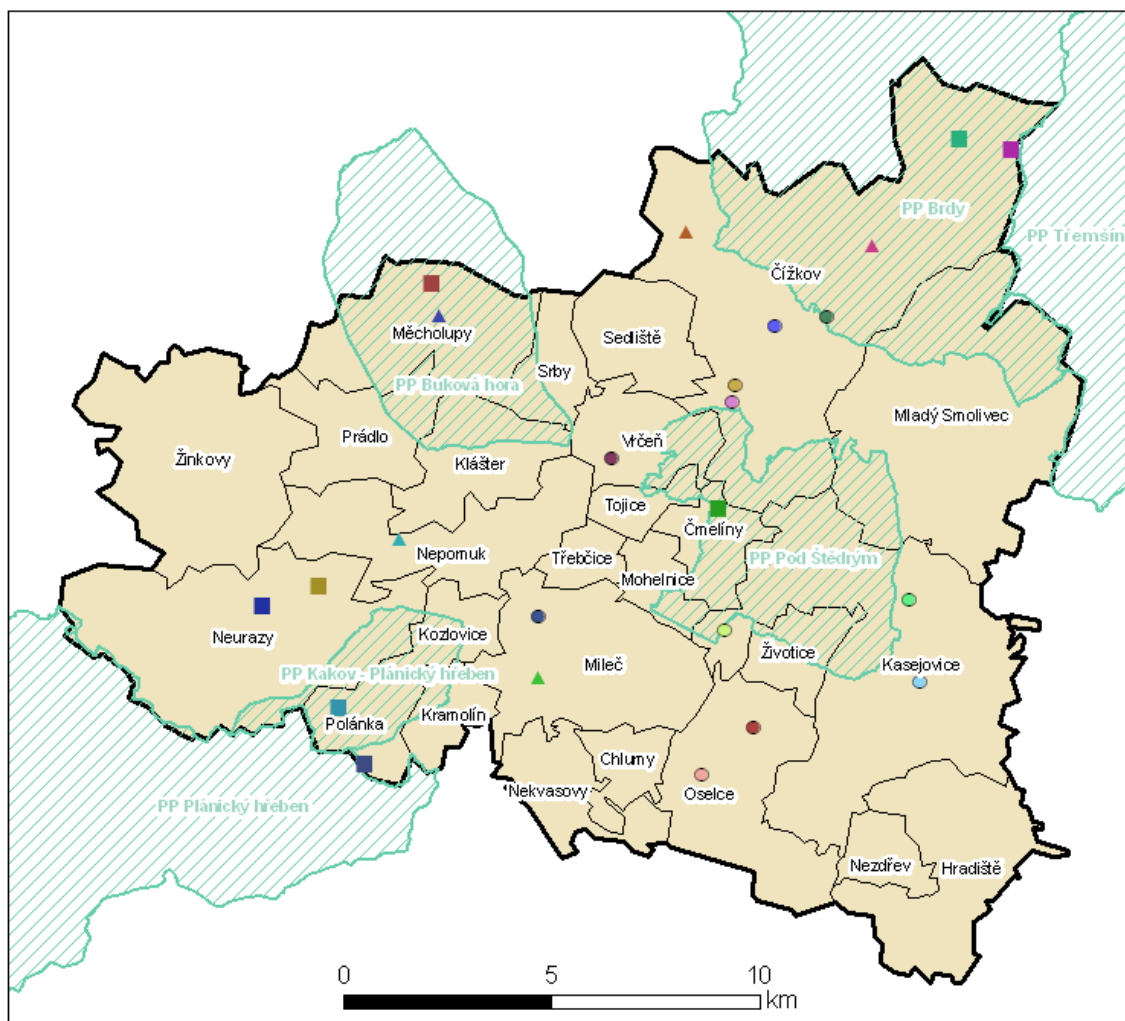 PP Brdy
PP Třemšín
Čížkov
Měcholupy
Sedliště
Srby
PP Buková hora
Mladý Smolivec
Prádlo
Vrčeň
Žinkovy
Klášter
Tojice
Črnelíny
Nepomuk
Třebčice
Mohelnice
PP Pod Štědrým
Neurazy
Kozlovice
Mileč
Životice
Kasejovice
PP Kakov - Plánický hřeben
Polánka
Kramolín
Chlumy
Nekvasovy
Oselce
PP Plánický hřeben
Nezdřev
Hradiště
0 5 10
km